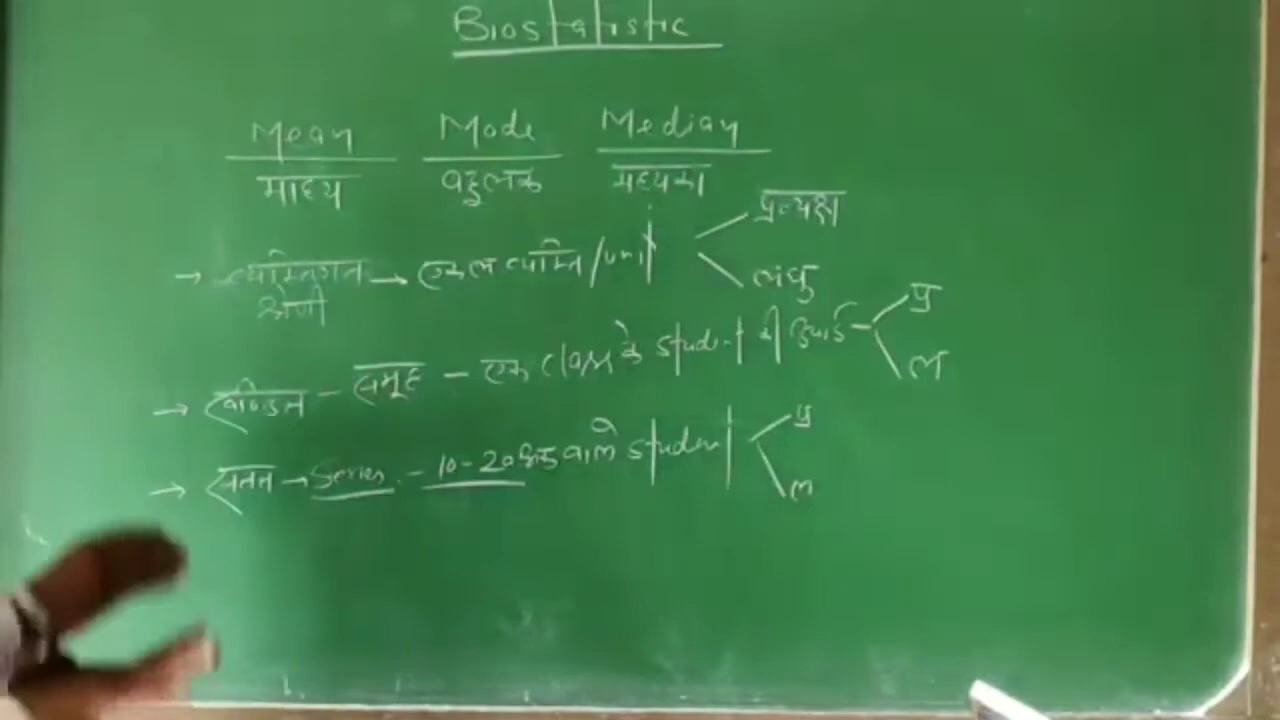 Biostatistic
Mean Mode Median
माध्य बहुलक मध्यका
→ व्यक्तिगत श्रेणी → एकल व्यक्ति/unit प्रत्यक्ष लघु
→ खण्डित - समूह - एक class के student की ऊंचाई - प्र ल
→ सतत → Series - 10-20 अंक वाले student प्र ल